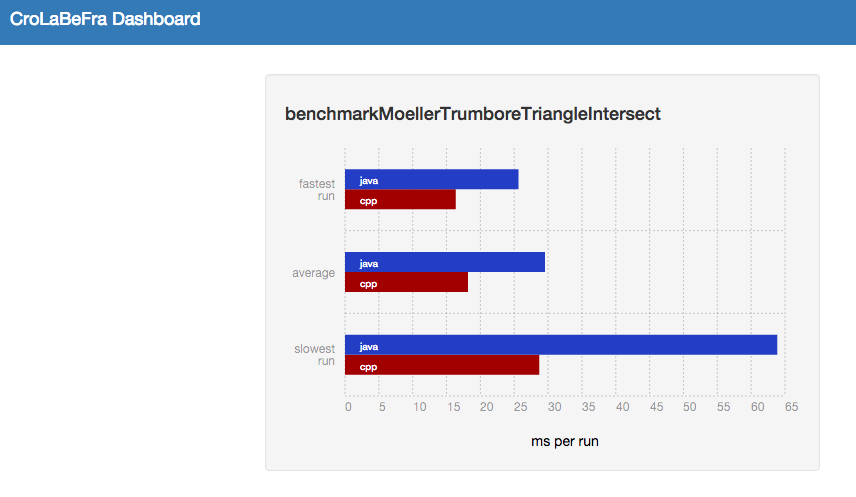 CroLaBeFra Dashboard
benchmarkMoellerTrumboreTriangleIntersect
fastest
run
java
cpp
average
java
cpp
slowest
run
java
cpp
0 5 10 15 20 25 30 35 40 45 50 55 60 65
ms per run